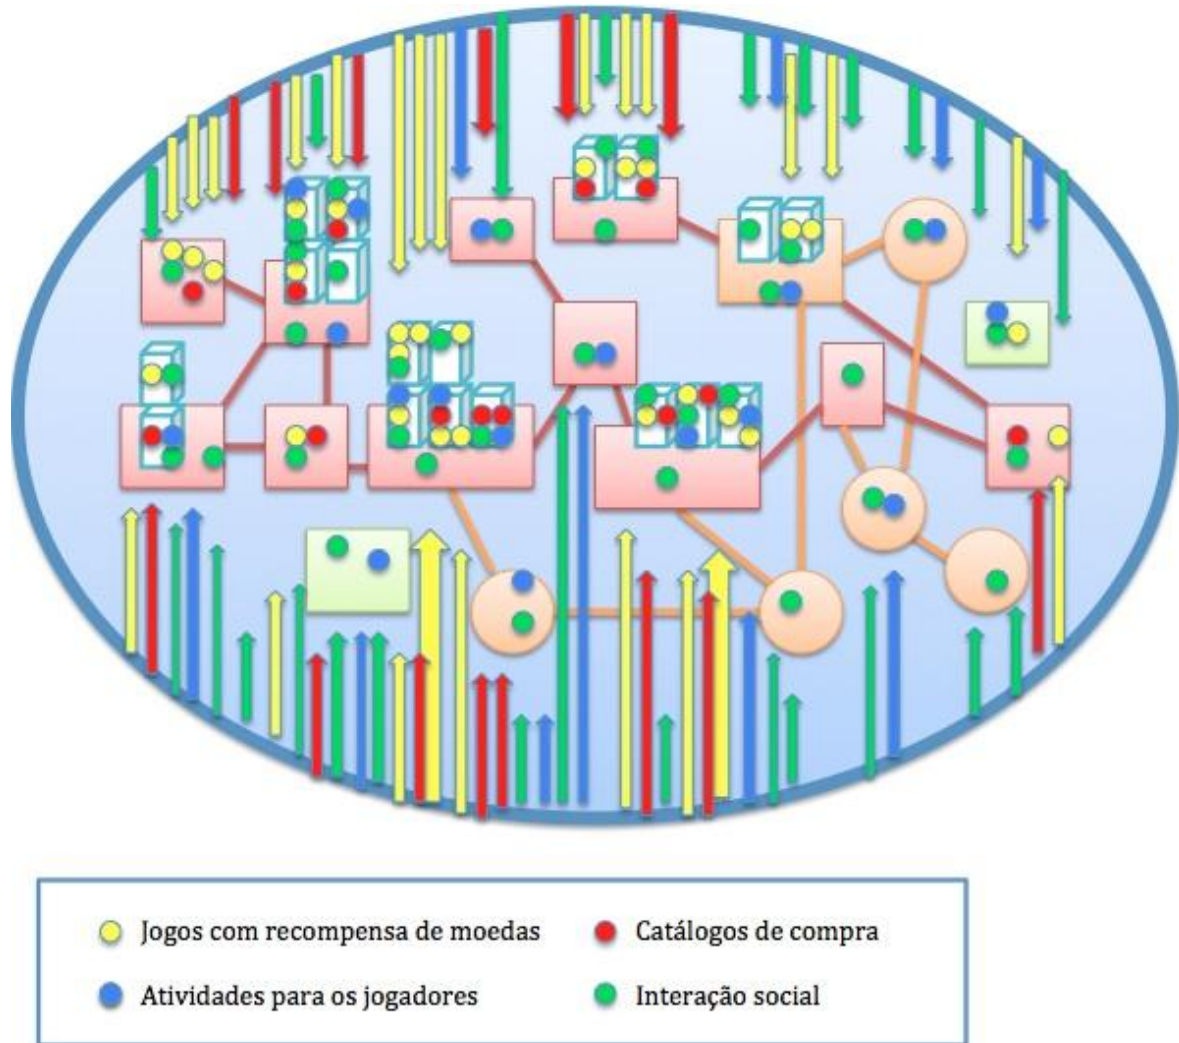 Jogos com recompensa de moedas
Catálogos de compra
Atividades para os jogadores
Interação social